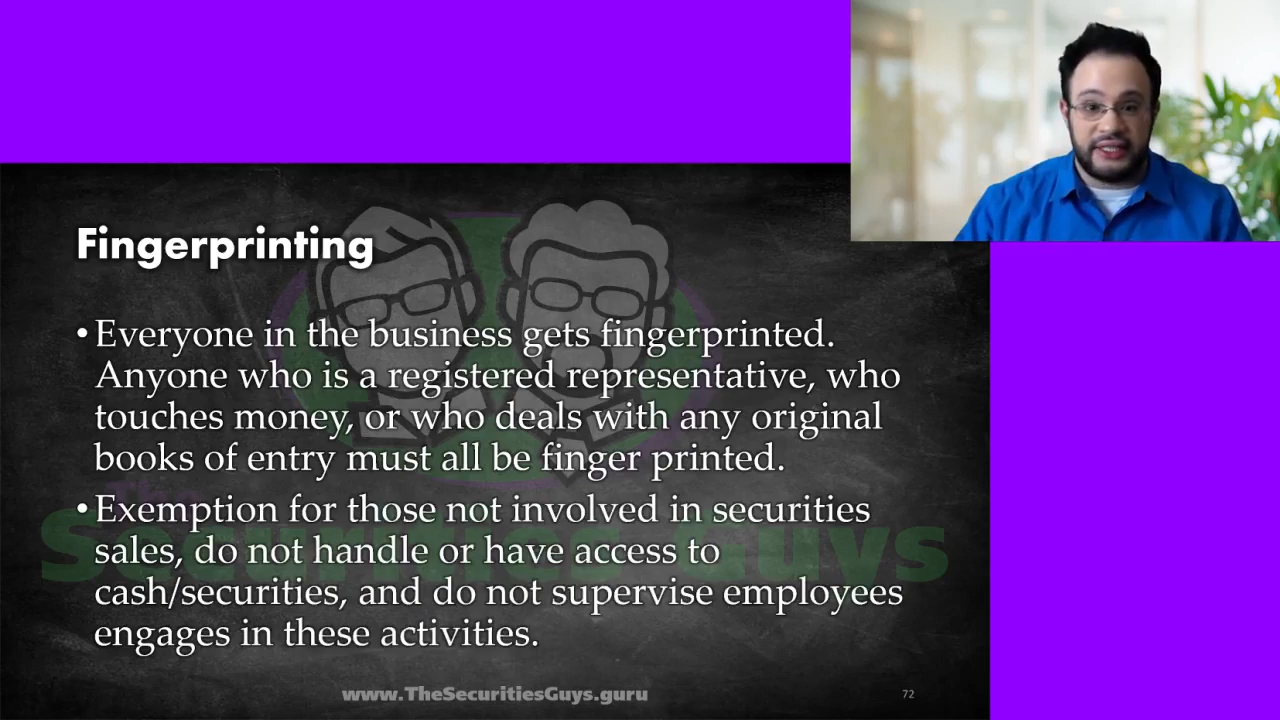 Fingerprinting
• Everyone in the business gets fingerprinted.
Anyone who is a registered representative, who
touches money, or who deals with any original
books of entry must all be finger printed.
• Exemption for those not involved in securities
sales, do not handle or have access to
cash/securities, and do not supervise employees
engages in these activities.
The
Securities Guys
www.TheSecuritiesGuys.guru
72